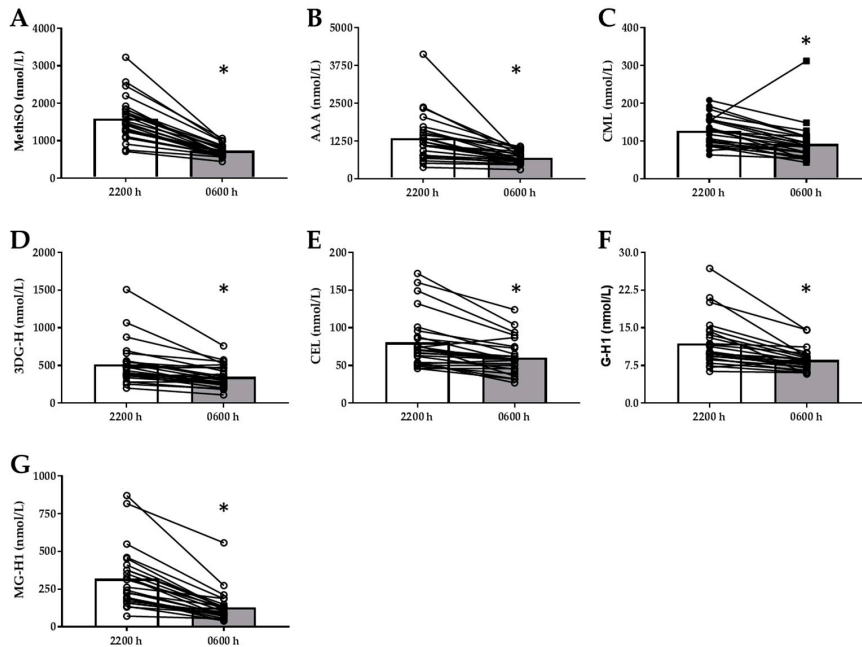 A
MethSO (nmol/L)
4000
3000
2000
1000
0
*
2200 h
0600 h
B
AAA (nmol/L)
5000
3750
2500
1250
0
*
2200 h
0600 h
C
CML (nmol/L)
400
300
200
100
0
*
2200 h
0600 h
D
3DG-H (nmol/L)
2000
1500
1000
500
0
*
2200 h
0600 h
E
CEL (nmol/L)
200
150
100
50
0
*
2200 h
0600 h
F
G-H1 (nmol/L)
30.0
22.5
15.0
7.5
0.0
*
2200 h
0600 h
G
MG-H1 (nmol/L)
1000
750
500
250
0
*
2200 h
0600 h